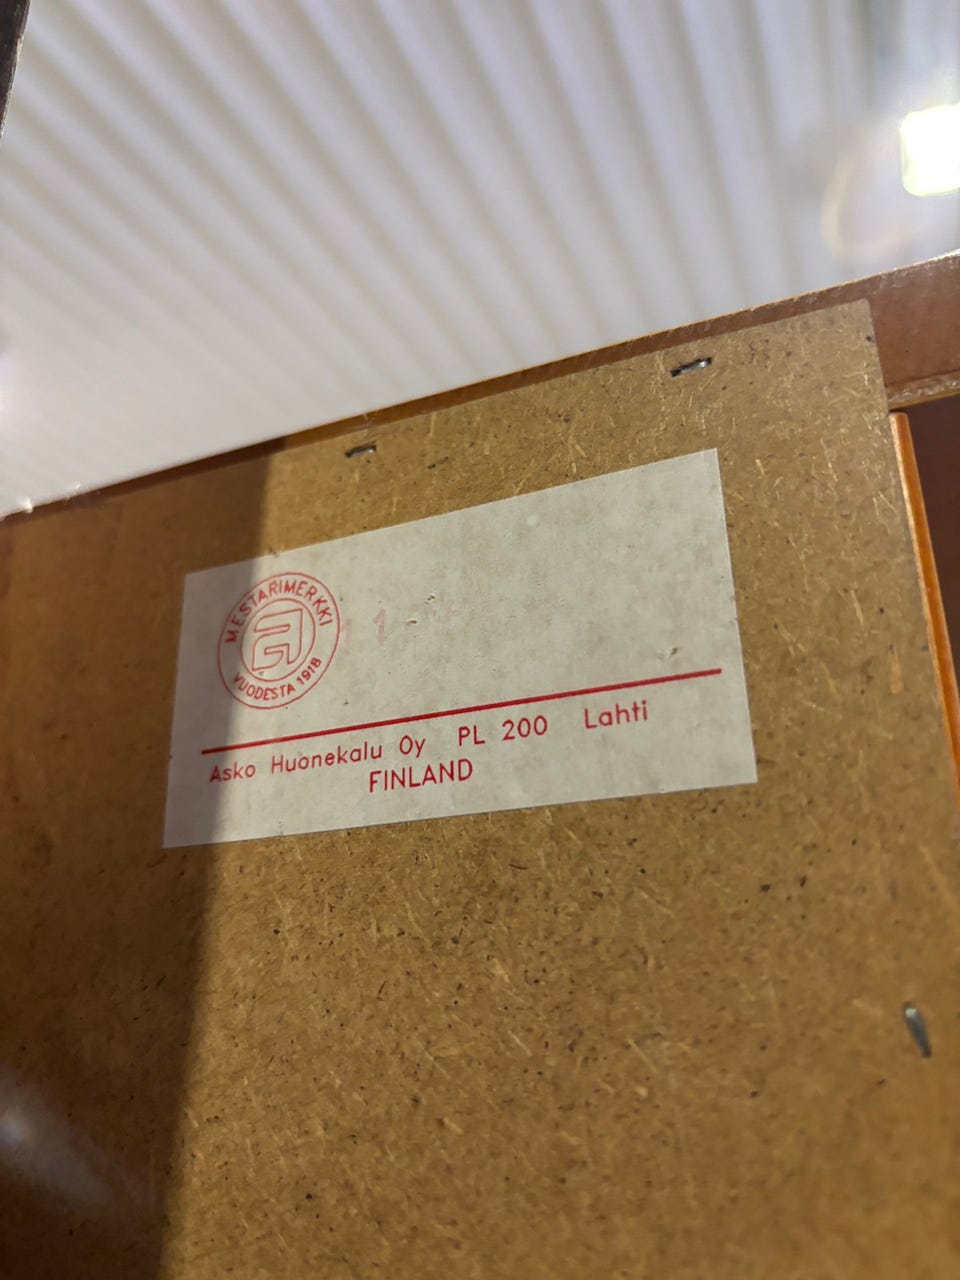 MESTARIMERKKI
a
VUODESTA 1918
Asko Huonekalu Oy PL 200 Lahti
FINLAND